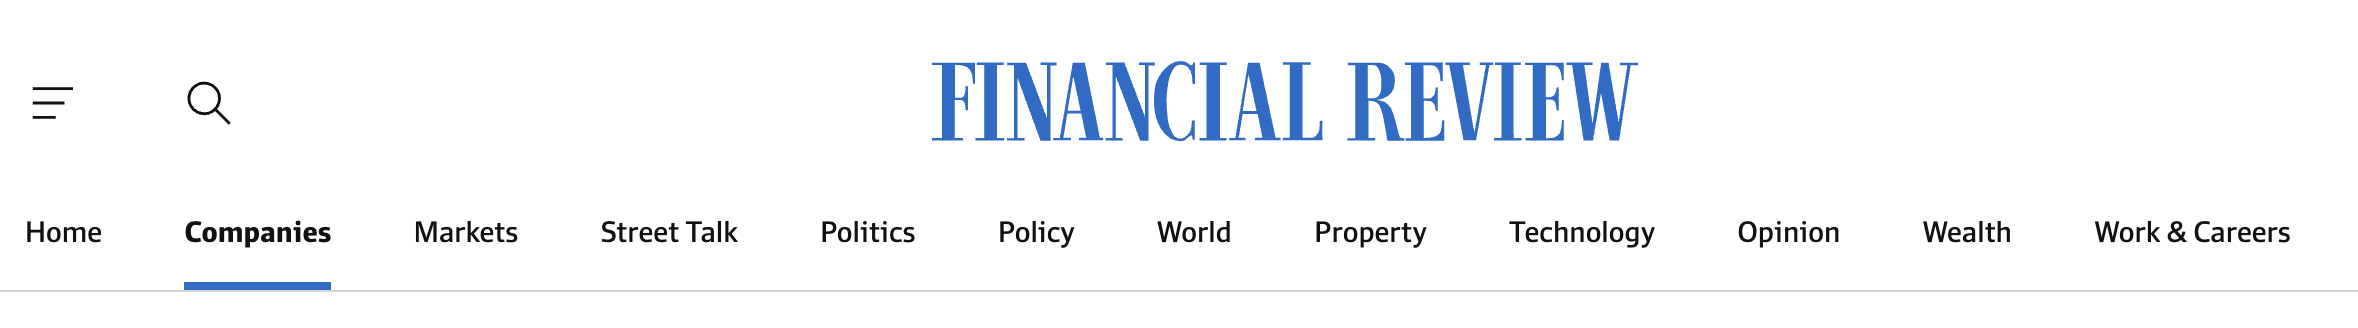 FINANCIAL REVIEW
Home Companies Markets Street Talk Politics Policy World Property Technology Opinion Wealth Work & Careers